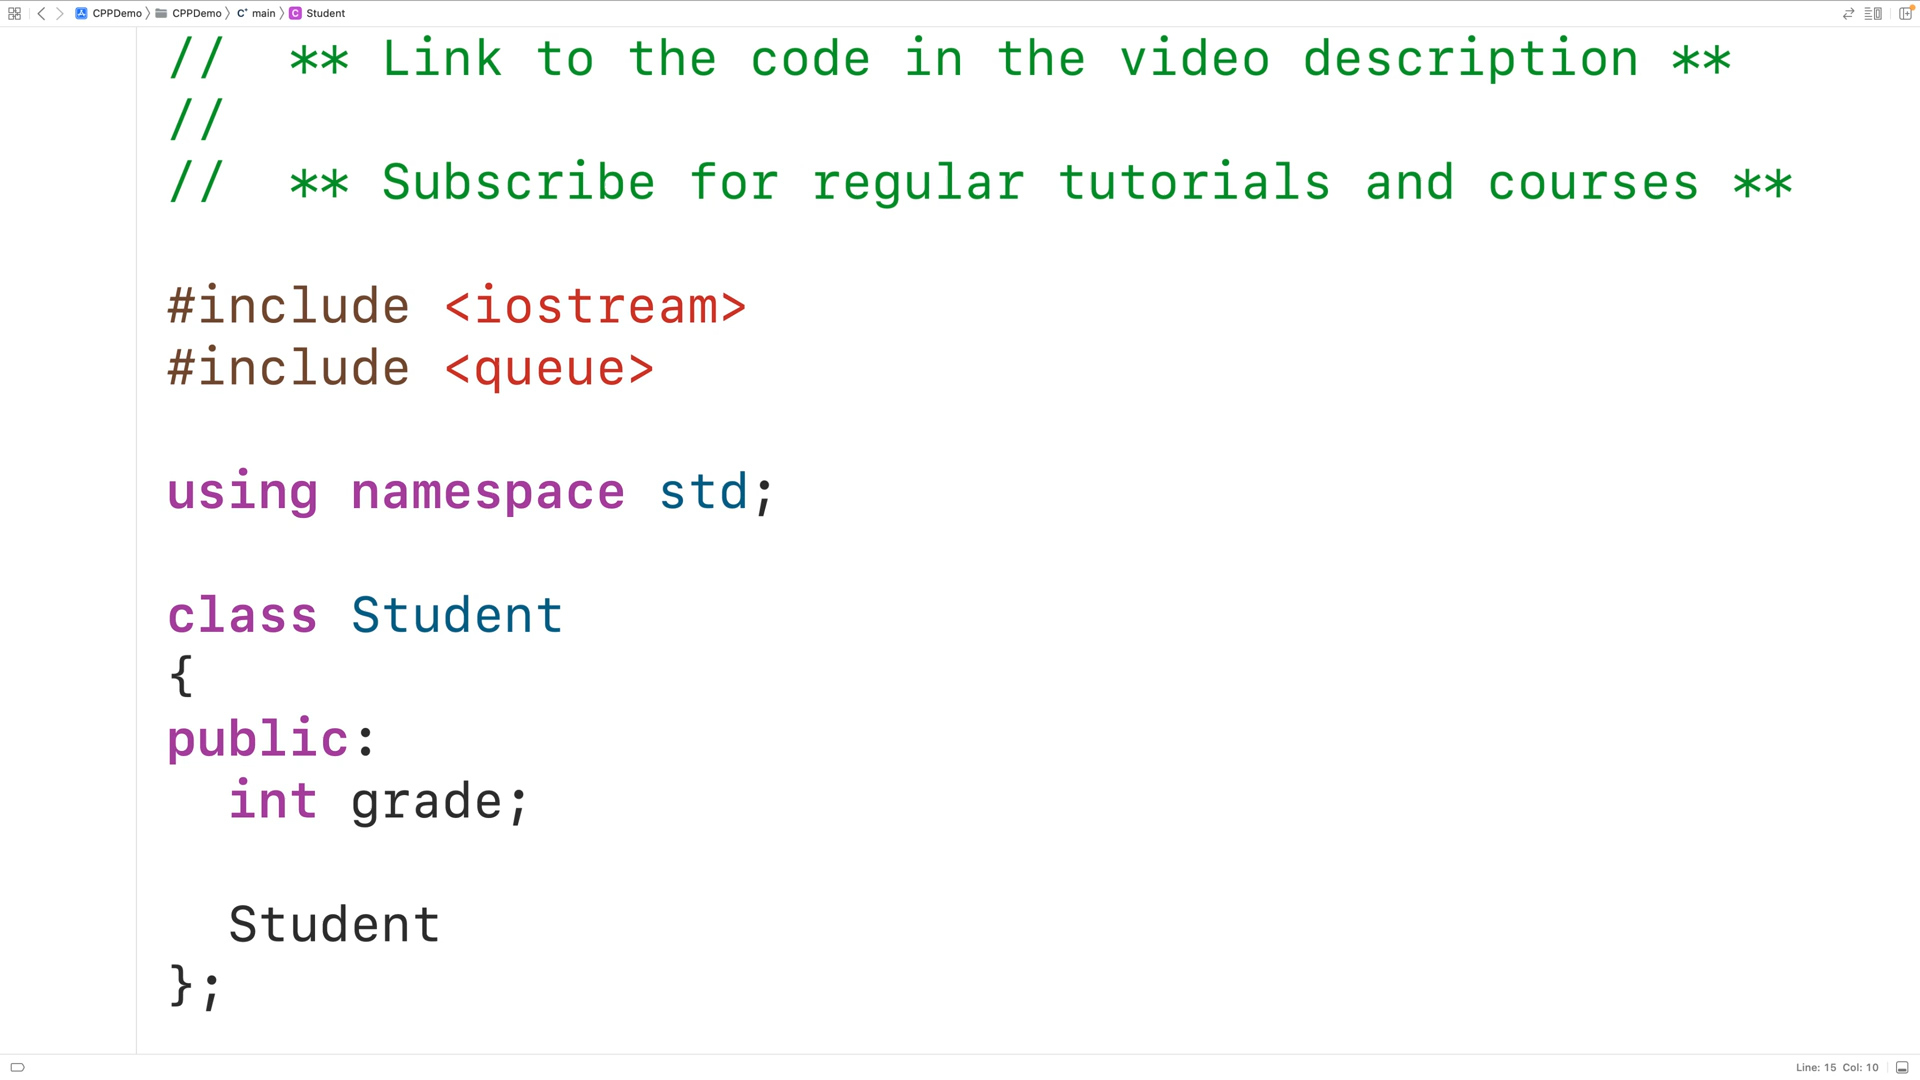 CPPDemo CPPDemo C+ main C Student
// ** Link to the code in the video description **
//
// ** Subscribe for regular tutorials and courses **
#include <iostream>
#include <queue>
using namespace std;
class Student
{
public:
int grade;
Student
};
Line: 15 Col: 10